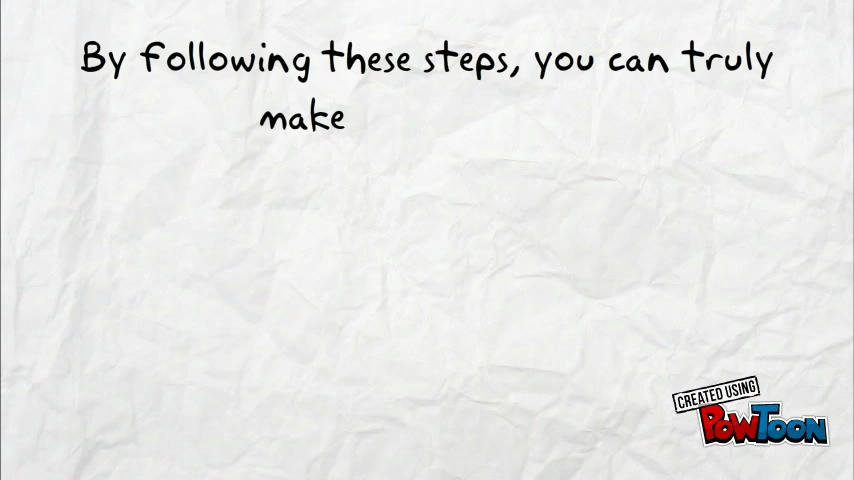 By following these steps, you can truly
make
CREATED USING
POWTOON